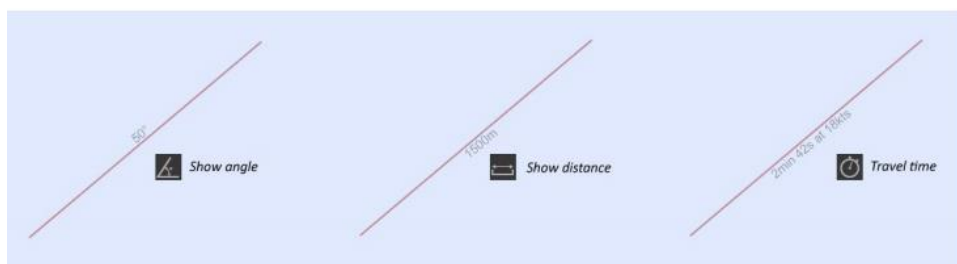 50°
Show angle
1500m
Show distance
2min 42s at 18kts
Travel time